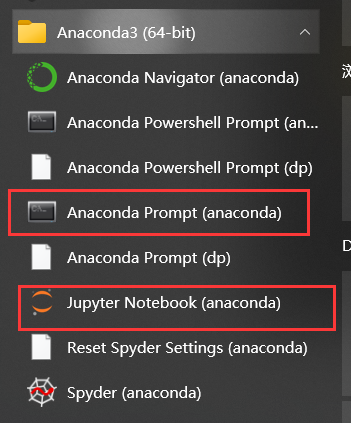 Anaconda3 (64-bit)
Anaconda Navigator (anaconda)
Anaconda Powershell Prompt (an...
Anaconda Powershell Prompt (dp)
Anaconda Prompt (anaconda)
Anaconda Prompt (dp)
Jupyter Notebook (anaconda)
Reset Spyder Settings (anaconda)
Spyder (anaconda)
D